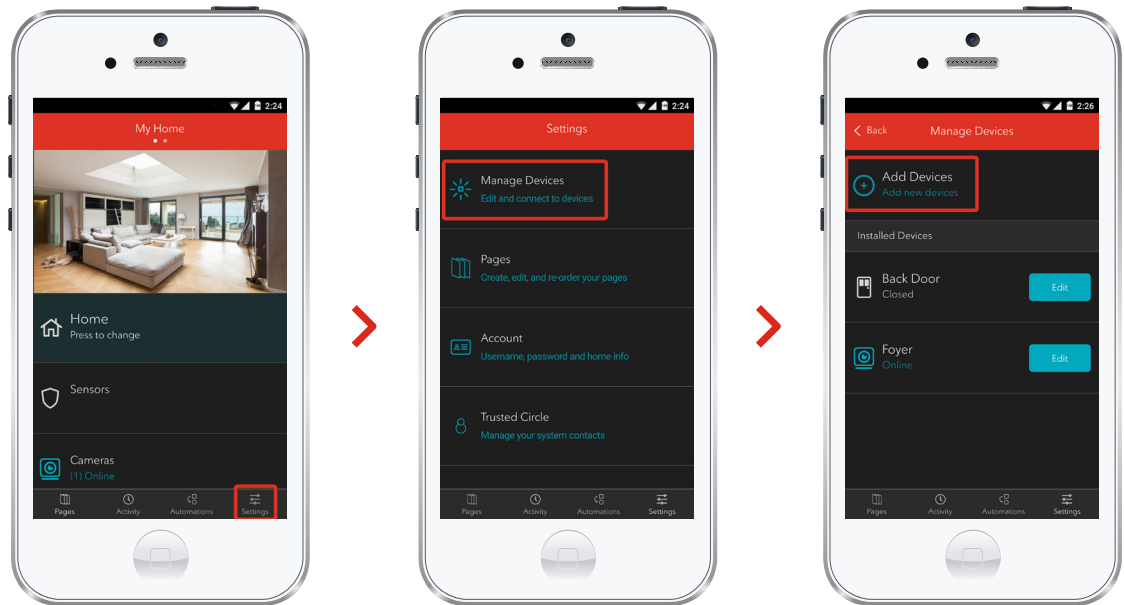 2:24
My Home
Home
Press to change
Sensors
Cameras
(1) Online
Pages
Activity
Automations
Settings
2:24
Settings
Manage Devices
Edit and connect to devices
Pages
Create, edit, and re-order your pages
Account
Username, password and home info
Trusted Circle
Manage your system contacts
Pages
Activity
Automations
Settings
2:26
Back
Manage Devices
Add Devices
Add new devices
Installed Devices
Back Door
Closed
Edit
Foyer
Online
Edit
Pages
Activity
Automations
Settings